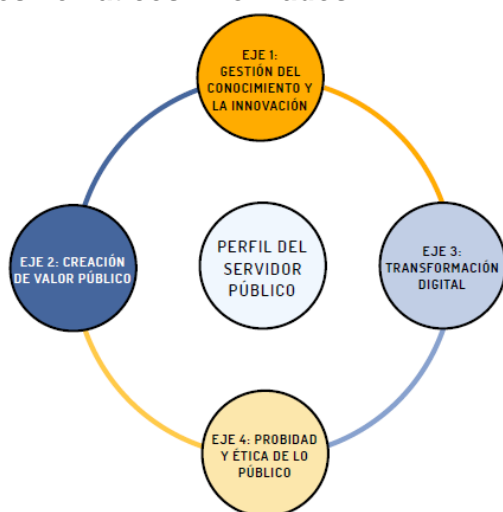 EJE 1:
GESTIÓN DEL
CONOCIMIENTO Y
LA INNOVACIÓN
EJE 2: CREACIÓN
DE VALOR PÚBLICO
PERFIL DEL
SERVIDOR
PÚBLICO
EJE 3:
TRANSFORMACIÓN
DIGITAL
EJE 4: PROBIDAD
Y ÉTICA DE LO
PÚBLICO